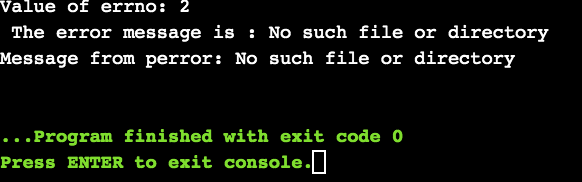 Value of errno: 2
The error message is : No such file or directory
Message from perror: No such file or directory
...Program finished with exit code 0
Press ENTER to exit console.